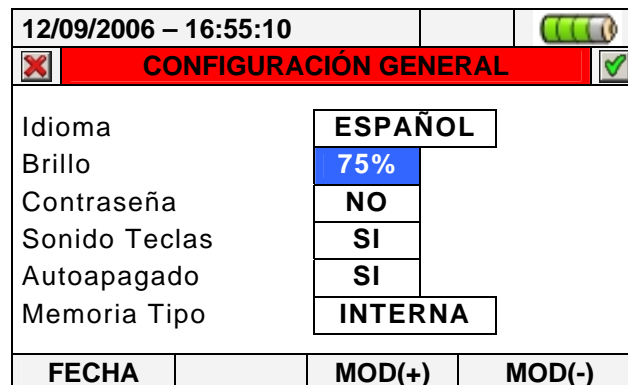 12/09/2006 – 16:55:10
CONFIGURACIÓN GENERAL
Idioma ESPAÑOL
Brillo 75%
Contraseña NO
Sonido Teclas SI
Autoapagado SI
Memoria Tipo INTERNA
FECHA MOD(+) MOD(-)